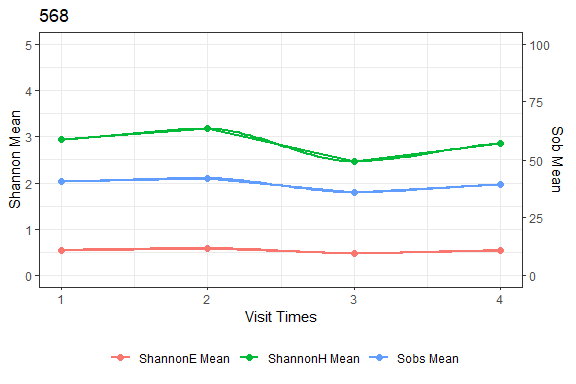 568
5
4
3
2
1
0
Shannon Mean
100
75
50
25
0
Sob Mean
1 2 3 4
Visit Times
ShannonE Mean ShannonH Mean Sobs Mean